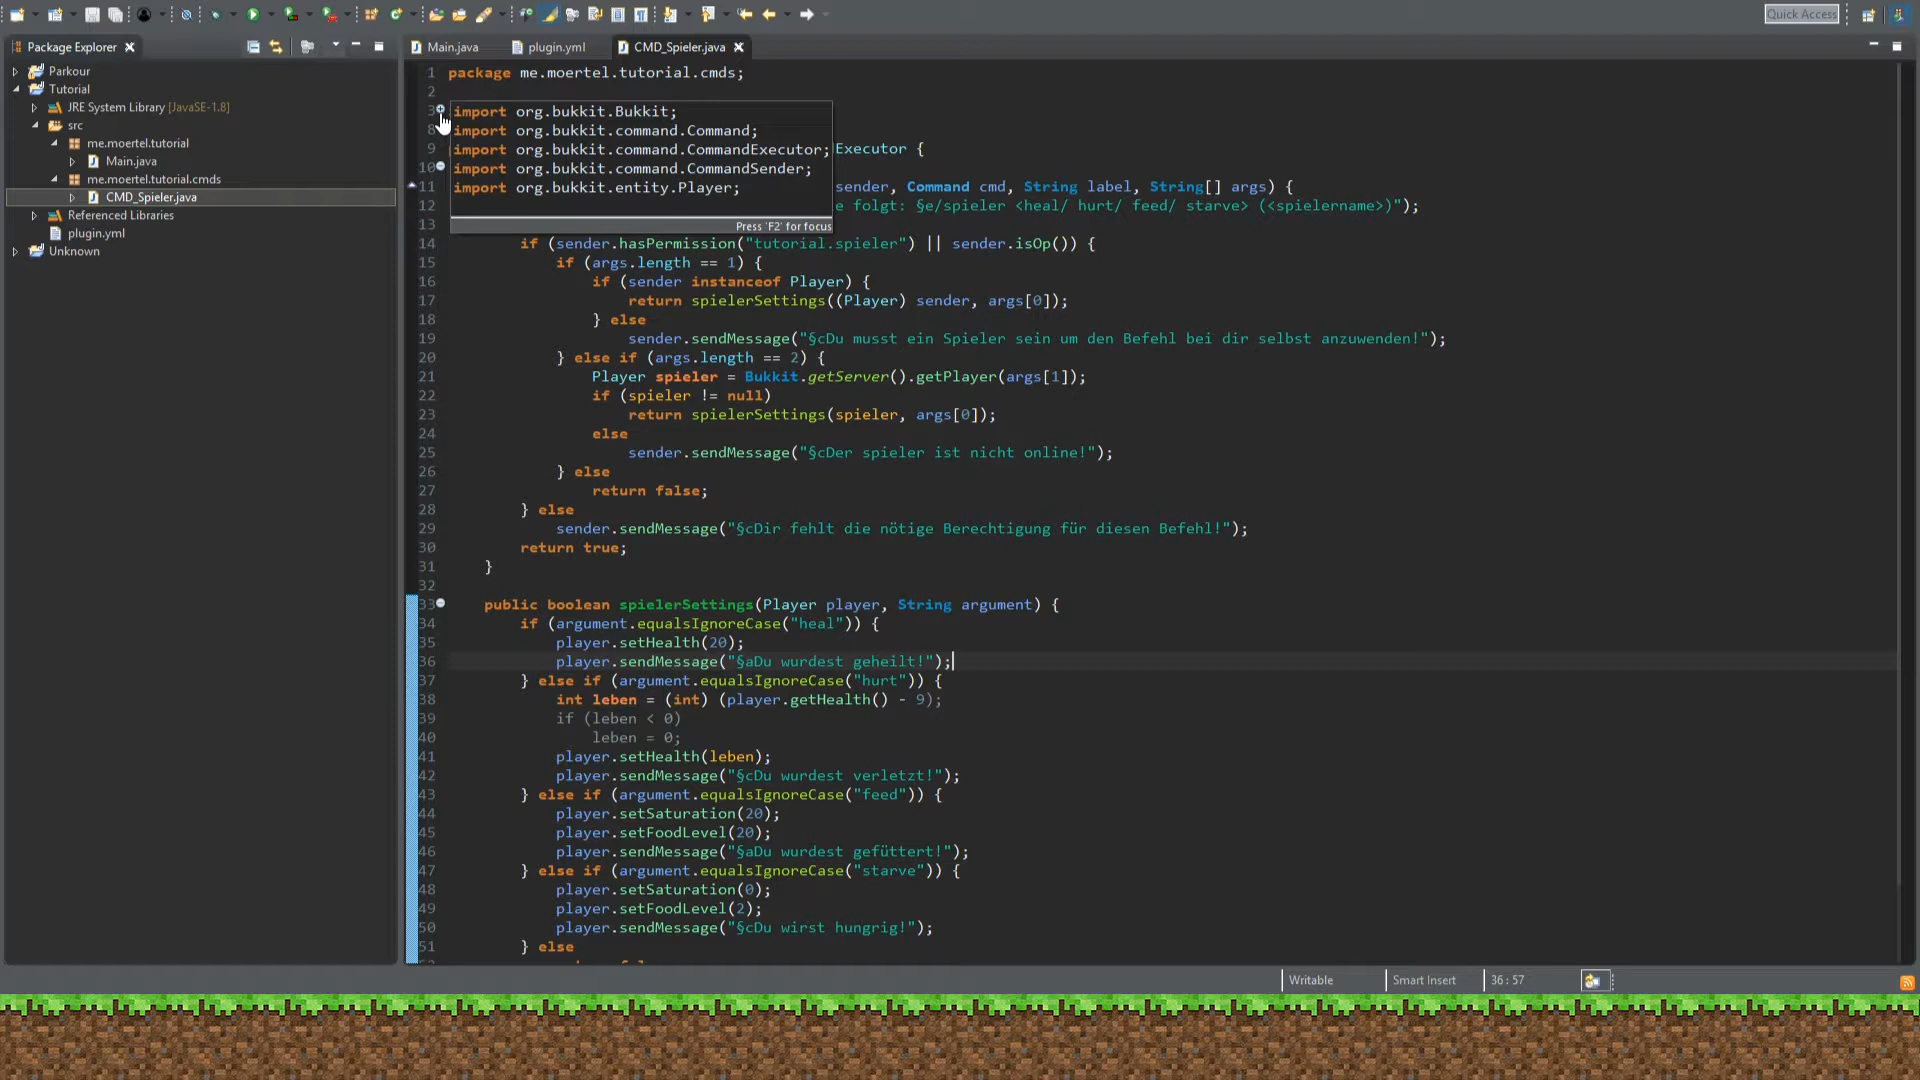 Quick Access
Package Explorer
Parkour
Tutorial
JRE System Library [JavaSE-1.8]
src
me.moertel.tutorial
Main.java
me.moertel.tutorial.cmds
CMD_Spieler.java
Referenced Libraries
plugin.yml
Unknown
Main.java plugin.yml CMD_Spieler.java
1 package me.moertel.tutorial.cmds;
2
3 import org.bukkit.Bukkit;
8 import org.bukkit.command.Command;
9 import org.bukkit.command.CommandExecutor; Executor {
10 import org.bukkit.command.CommandSender;
11 import org.bukkit.entity.Player; sender, Command cmd, String label, String[] args) {
12 e folgt: §e/spieler <heal/ hurt/ feed/ starve> (<spielername>)");
13 Press 'F2' for focus
14 if (sender.hasPermission("tutorial.spieler") || sender.isOp()) {
15 if (args.length == 1) {
16 if (sender instanceof Player) {
17 return spielerSettings((Player) sender, args[0]);
18 } else
19 sender.sendMessage("§cDu musst ein Spieler sein um den Befehl bei dir selbst anzuwenden!");
20 } else if (args.length == 2) {
21 Player spieler = Bukkit.getServer().getPlayer(args[1]);
22 if (spieler != null)
23 return spielerSettings(spieler, args[0]);
24 else
25 sender.sendMessage("§cDer spieler ist nicht online!");
26 } else
27 return false;
28 } else
29 sender.sendMessage("§cDir fehlt die nötige Berechtigung für diesen Befehl!");
30 return true;
31 }
32
33 public boolean spielerSettings(Player player, String argument) {
34 if (argument.equalsIgnoreCase("heal")) {
35 player.setHealth(20);
36 player.sendMessage("§aDu wurdest geheilt!");
37 } else if (argument.equalsIgnoreCase("hurt")) {
38 int leben = (int) (player.getHealth() - 9);
39 if (leben < 0)
40 leben = 0;
41 player.setHealth(leben);
42 player.sendMessage("§cDu wurdest verletzt!");
43 } else if (argument.equalsIgnoreCase("feed")) {
44 player.setSaturation(20);
45 player.setFoodLevel(20);
46 player.sendMessage("§aDu wurdest gefüttert!");
47 } else if (argument.equalsIgnoreCase("starve")) {
48 player.setSaturation(0);
49 player.setFoodLevel(2);
50 player.sendMessage("§cDu wirst hungrig!");
51 } else
Writable Smart Insert 36 : 57